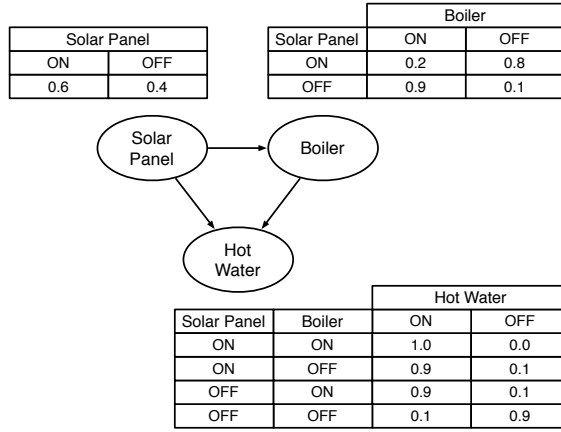 Solar Panel
ON OFF
0.6 0.4
Boiler
Solar Panel ON OFF
ON 0.2 0.8
OFF 0.9 0.1
Solar
Panel
Boiler
Hot
Water
Hot Water
Solar Panel Boiler ON OFF
ON ON 1.0 0.0
ON OFF 0.9 0.1
OFF ON 0.9 0.1
OFF OFF 0.1 0.9